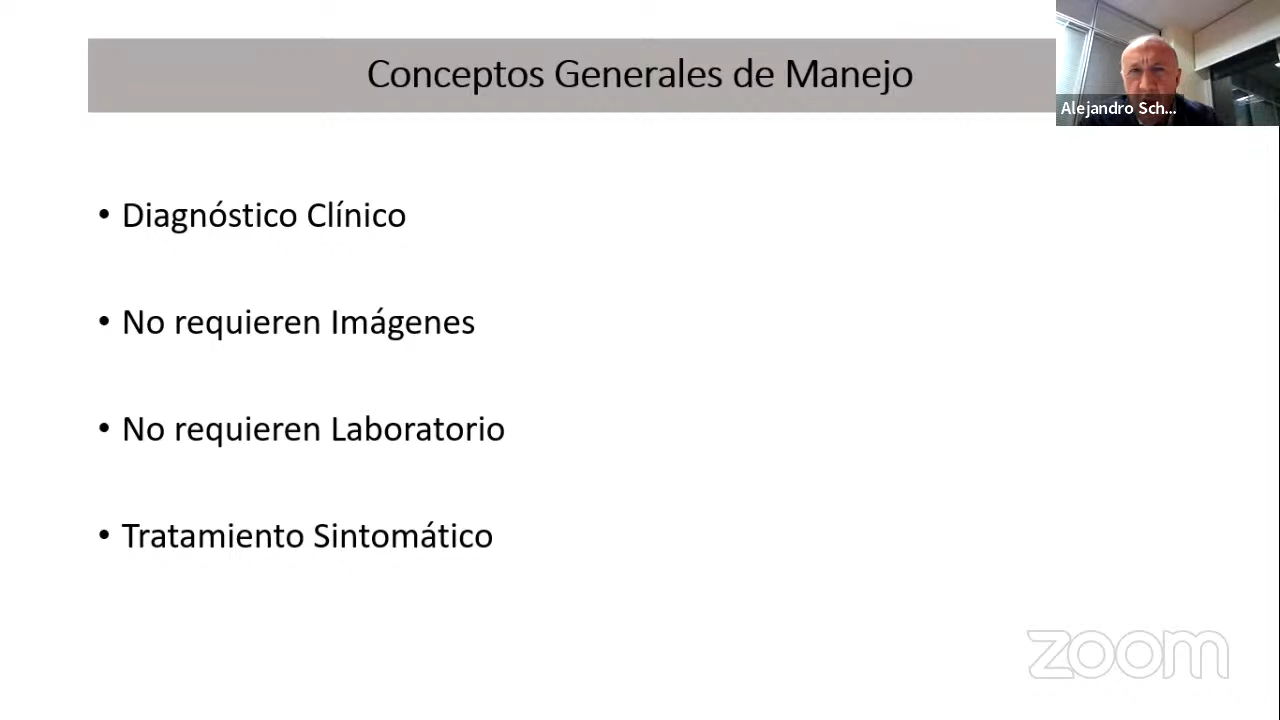 Conceptos Generales de Manejo
Alejandro Sch...
• Diagnóstico Clínico
• No requieren Imágenes
• No requieren Laboratorio
• Tratamiento Sintomático
zoom